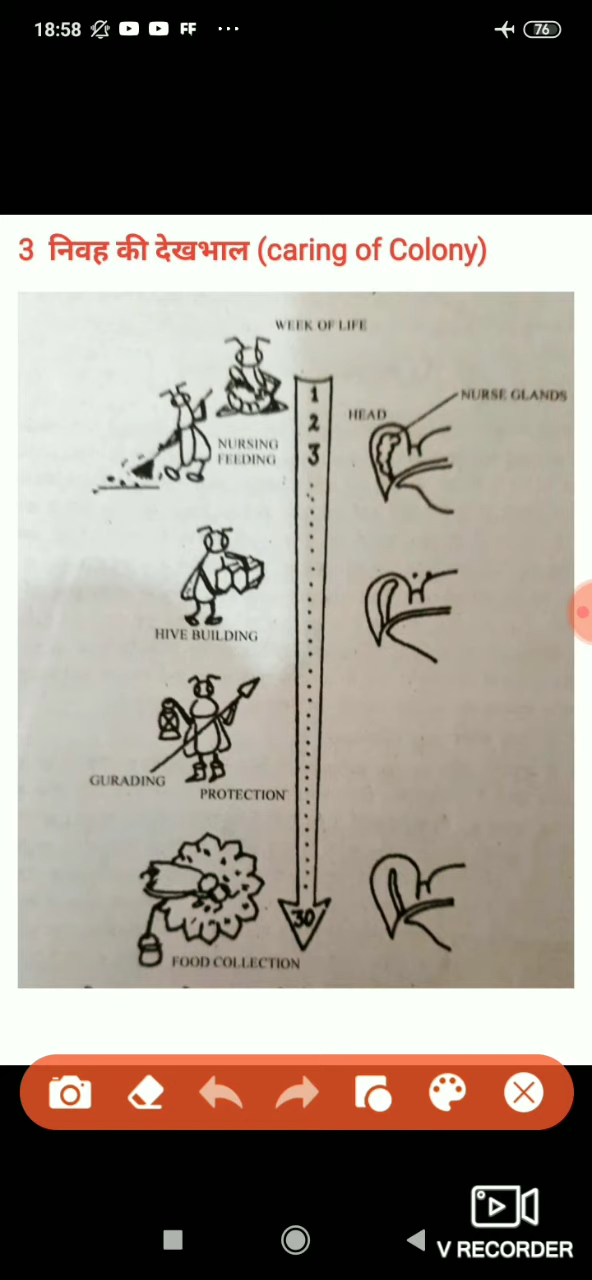 18:58
FF
76
3 निवह की देखभाल (caring of Colony)
WEEK OF LIFE
1
2
3
NURSE GLANDS
HEAD
NURSING
FEEDING
HIVE BUILDING
GURADING
PROTECTION
30
FOOD COLLECTION
V RECORDER